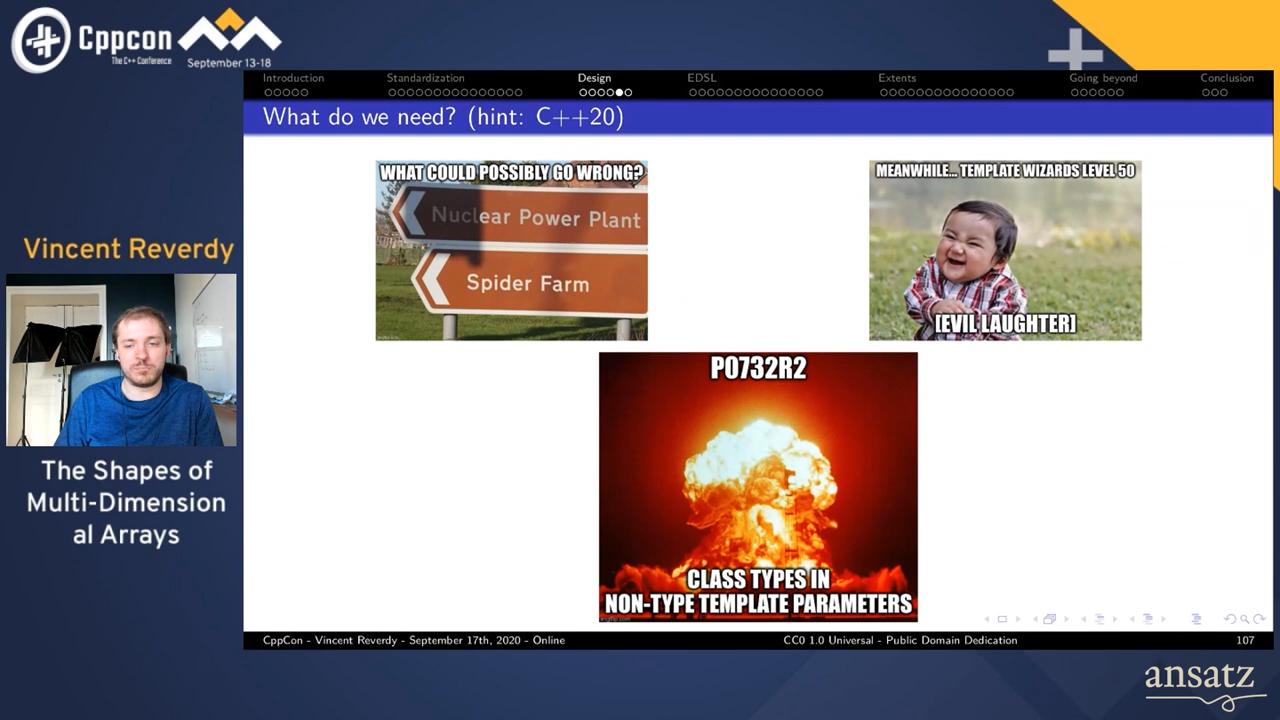 Cppcon
The C++ Conference
September 13-18
Introduction
Standardization
Design
EDSL
Extents
Going beyond
Conclusion
What do we need? (hint: C++20)
WHAT COULD POSSIBLY GO WRONG?
Nuclear Power Plant
Spider Farm
MEANWHILE... TEMPLATE WIZARDS LEVEL 50
[EVIL LAUGHTER]
Vincent Reverdy
The Shapes of
Multi-Dimension
al Arrays
P0732R2
CLASS TYPES IN
NON-TYPE TEMPLATE PARAMETERS
CppCon - Vincent Reverdy - September 17th, 2020 - Online
CC0 1.0 Universal - Public Domain Dedication
107
ansatz